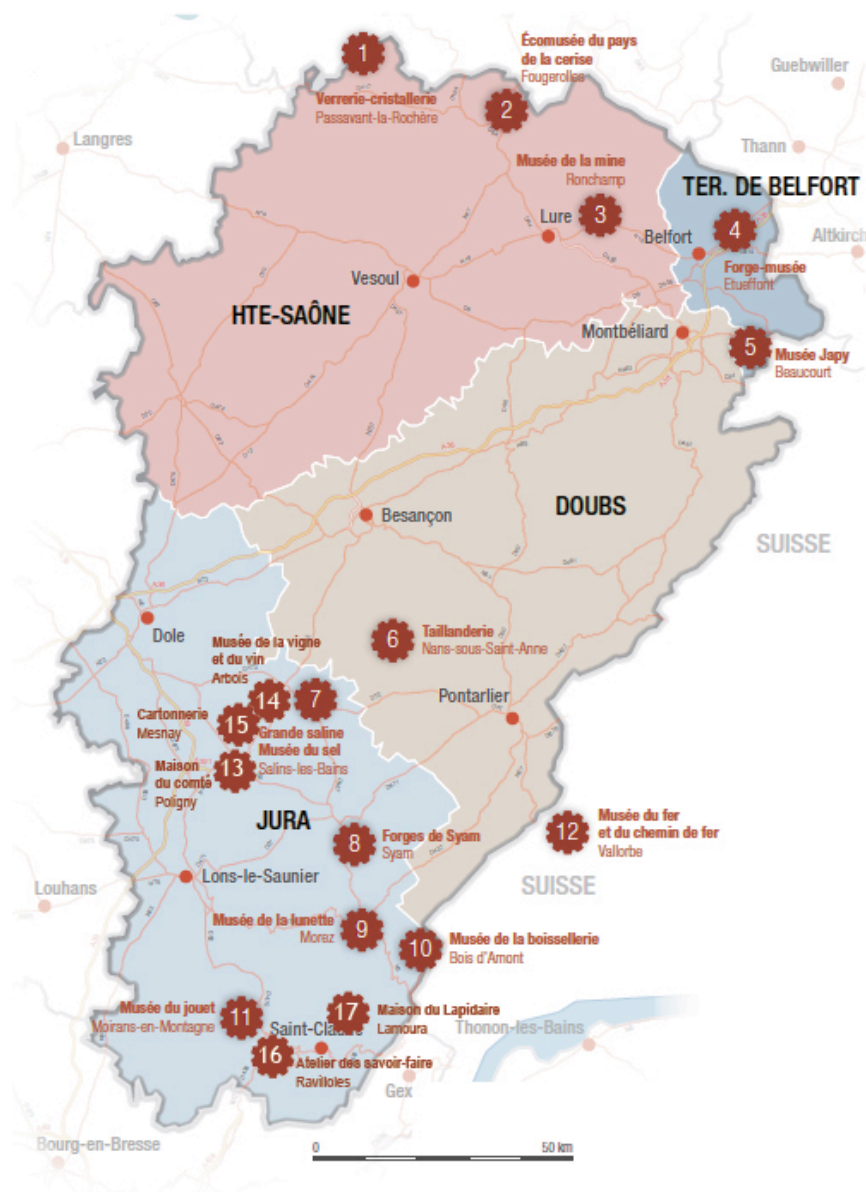 1
Écomusée du pays
de la cerise
Fougerolles
Guebwiller
Verrerie-cristallerie
Passavant-la-Rochère
2
Langres
Thann
Musée de la mine
Ronchamp
TER. DE BELFORT
3
Lure
4
Belfort
Altkirch
Forge-musée
Etueffont
Vesoul
HTE-SAÔNE
Montbéliard
5
Musée Japy
Beaucourt
A36
DOUBS
Besançon
SUISSE
Dole
6
Taillanderie
Nans-sous-Saint-Anne
Musée de la vigne
et du vin
Arbois
Pontarlier
14
7
Cartonnerie
Mesnay
15
Grande saline
Musée du sel
Salins-les-Bains
Maison
du comté
Poligny
13
JURA
8
Forges de Syam
Syam
12
Musée du fer
et du chemin de fer
Vallorbe
Lons-le-Saunier
Louhans
SUISSE
Musée de la lunette
Morez
9
10
Musée de la boissellerie
Bois d'Amont
Musée du jouet
Moirans-en-Montagne
11
17
Maison du Lapidaire
Lamoura
Saint-Claude
Thonon-les-Bains
16
Atelier des savoir-faire
Ravilloles
Gex
Bourg-en-Bresse
0
50 km